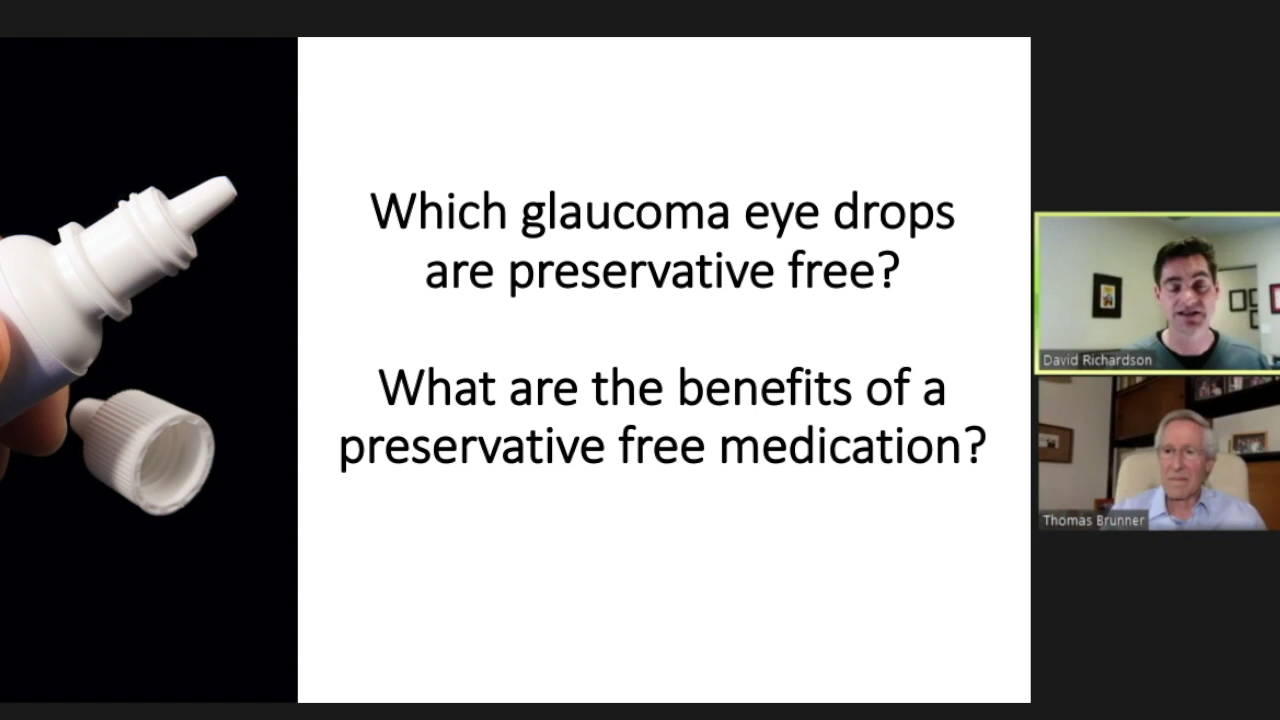 Which glaucoma eye drops
are preservative free?
What are the benefits of a
preservative free medication?
David Richardson
Thomas Brunner